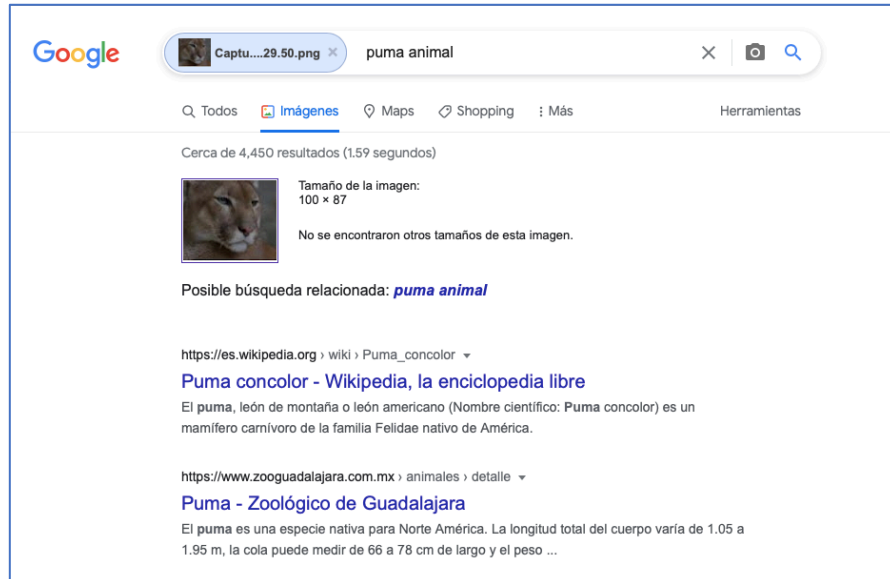 Google
Captu....29.50.png × puma animal
Todos Imágenes Maps Shopping Más Herramientas
Cerca de 4,450 resultados (1.59 segundos)
Tamaño de la imagen:
100 × 87
No se encontraron otros tamaños de esta imagen.
Posible búsqueda relacionada: puma animal
https://es.wikipedia.org › wiki › Puma_concolor
Puma concolor - Wikipedia, la enciclopedia libre
El puma, león de montaña o león americano (Nombre científico: Puma concolor) es un
mamífero carnívoro de la familia Felidae nativo de América.
https://www.zooguadalajara.com.mx › animales › detalle
Puma - Zoológico de Guadalajara
El puma es una especie nativa para Norte América. La longitud total del cuerpo varía de 1.05 a
1.95 m, la cola puede medir de 66 a 78 cm de largo y el peso ...